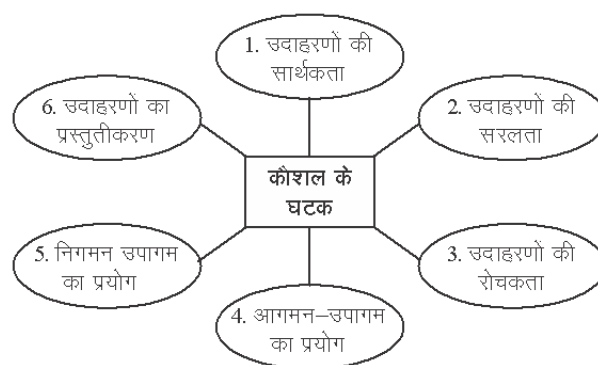 1. उदाहरणों की
सार्थकता
6. उदाहरणों का
प्रस्तुतीकरण
2. उदाहरणों की
सरलता
कौशल के
घटक
5. निगमन उपागम
का प्रयोग
3. उदाहरणों की
रोचकता
4. आगमन–उपागम
का प्रयोग